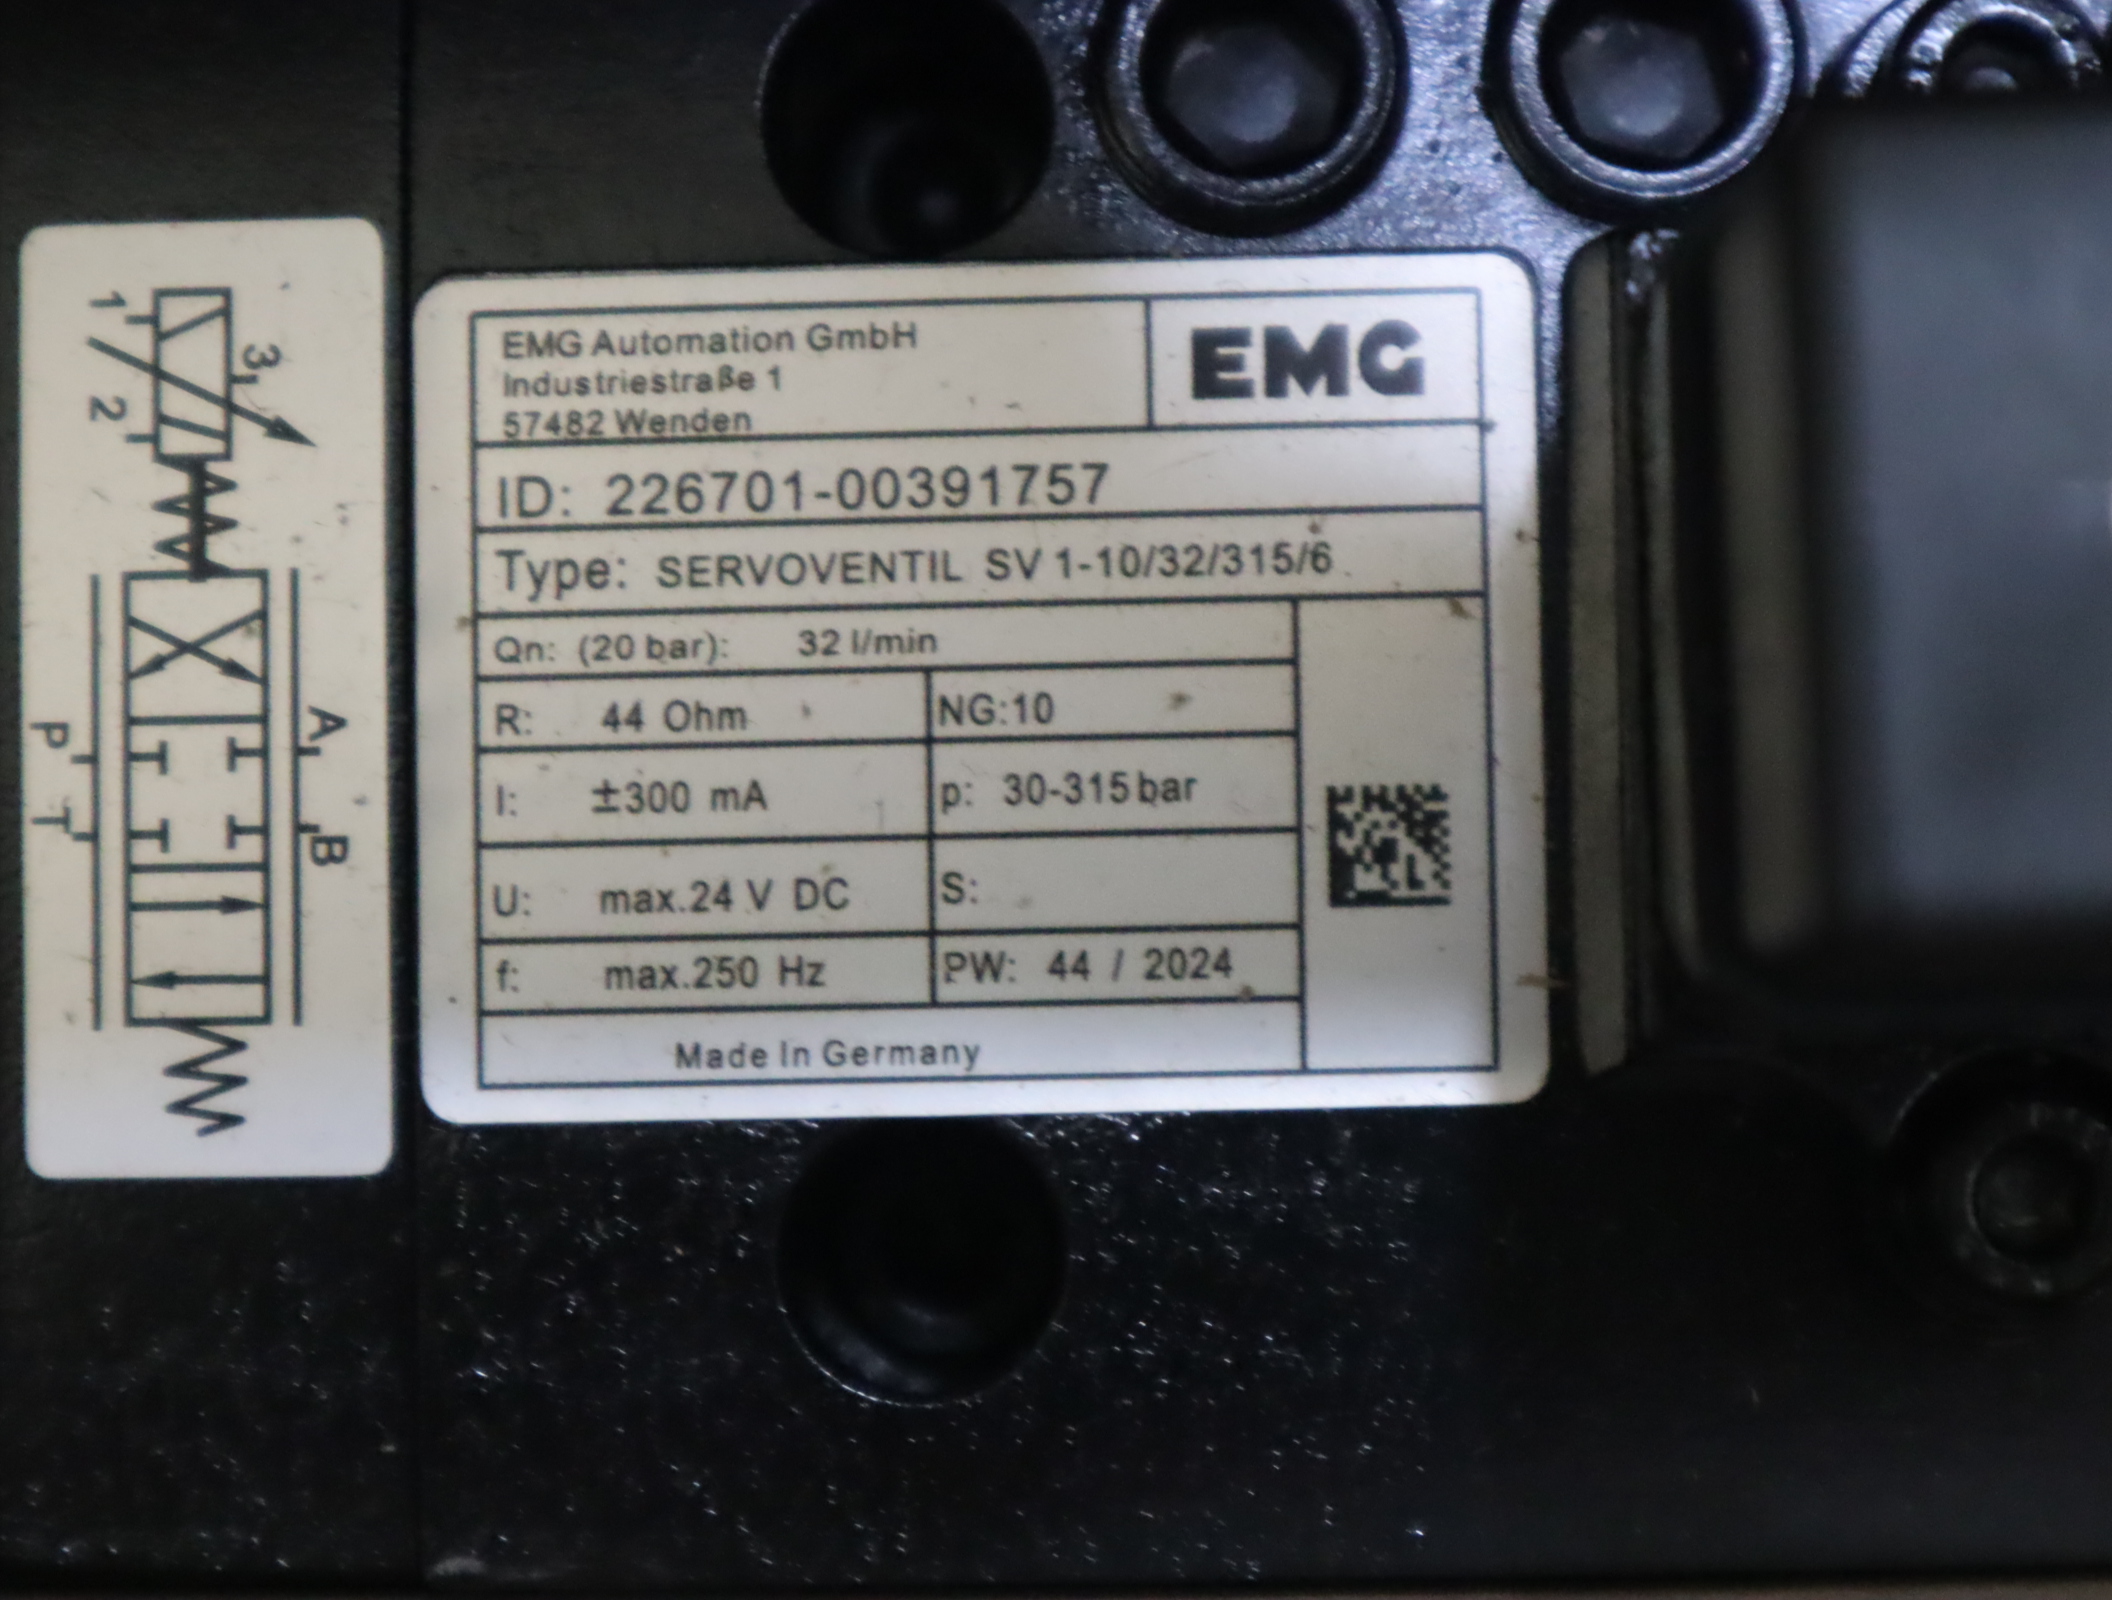 1
3
2
A
P
T
B
EMG Automation GmbH
Industriestraße 1
57482 Wenden
EMG
ID: 226701-00391757
Type: SERVOVENTIL SV 1-10/32/315/6
Qn: (20 bar): 32 l/min
R: 44 Ohm NG:10
I: ±300 mA p: 30-315 bar
U: max.24 V DC S:
f: max.250 Hz PW: 44 / 2024
Made In Germany